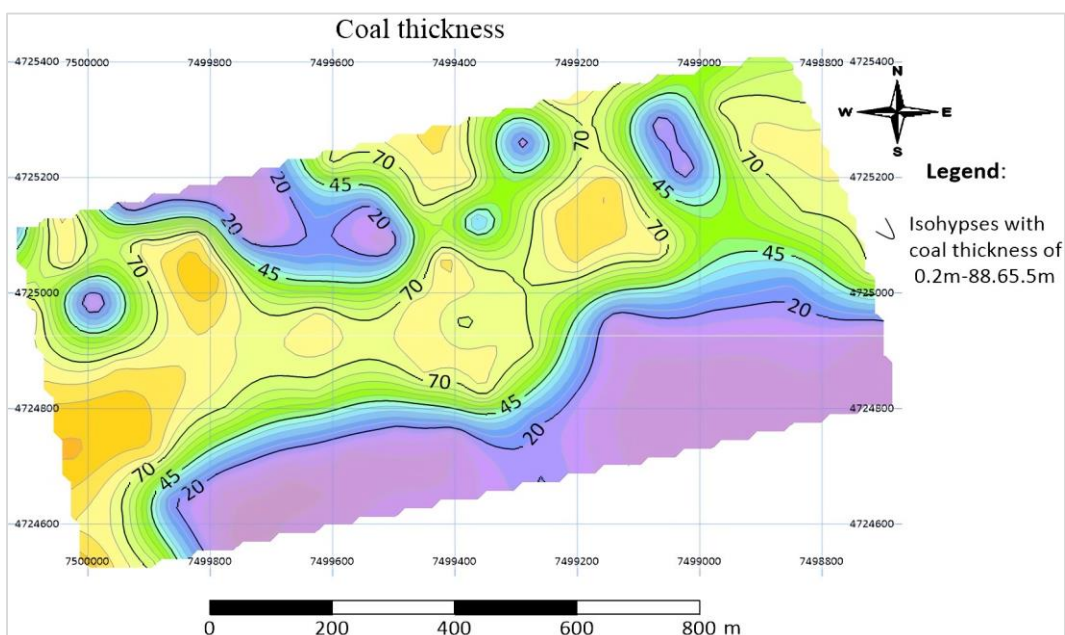 Coal thickness
4725400 7500000 7499800 7499600 7499400 7499200 7499000 7498800 4725400
N
W E
S
Legend:
Isohypses with
coal thickness of
0.2m-88.65.5m
70 70 70
4725200 20 45 20 45 4725200
20 70
70 45 45
4725000 70 20 4725000
70
4724800 45 4724800
20
70 45 20
4724600 4724600
7500000 7499800 7499600 7499400 7499200 7499000 7498800
0 200 400 600 800 m